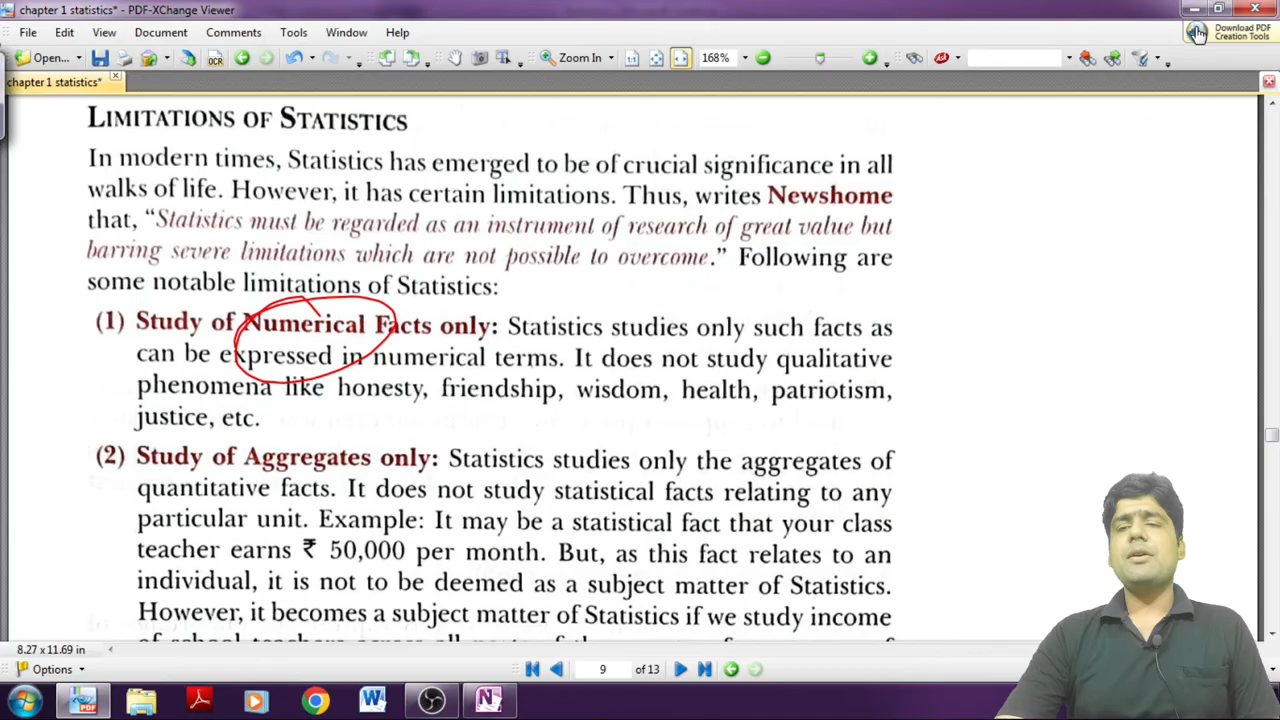 chapter 1 statistics* - PDF-XChange Viewer
File Edit View Document Comments Tools Window Help
Download PDF
Creation Tools
Open... OCR Zoom In 168%
chapter 1 statistics*
LIMITATIONS OF STATISTICS
In modern times, Statistics has emerged to be of crucial significance in all
walks of life. However, it has certain limitations. Thus, writes Newshome
that, “Statistics must be regarded as an instrument of research of great value but
barring severe limitations which are not possible to overcome.” Following are
some notable limitations of Statistics:
(1) Study of Numerical Facts only: Statistics studies only such facts as
can be expressed in numerical terms. It does not study qualitative
phenomena like honesty, friendship, wisdom, health, patriotism,
justice, etc.
(2) Study of Aggregates only: Statistics studies only the aggregates of
quantitative facts. It does not study statistical facts relating to any
particular unit. Example: It may be a statistical fact that your class
teacher earns ₹ 50,000 per month. But, as this fact relates to an
individual, it is not to be deemed as a subject matter of Statistics.
However, it becomes a subject matter of Statistics if we study income
8.27 x 11.69 in
Options 9 of 13